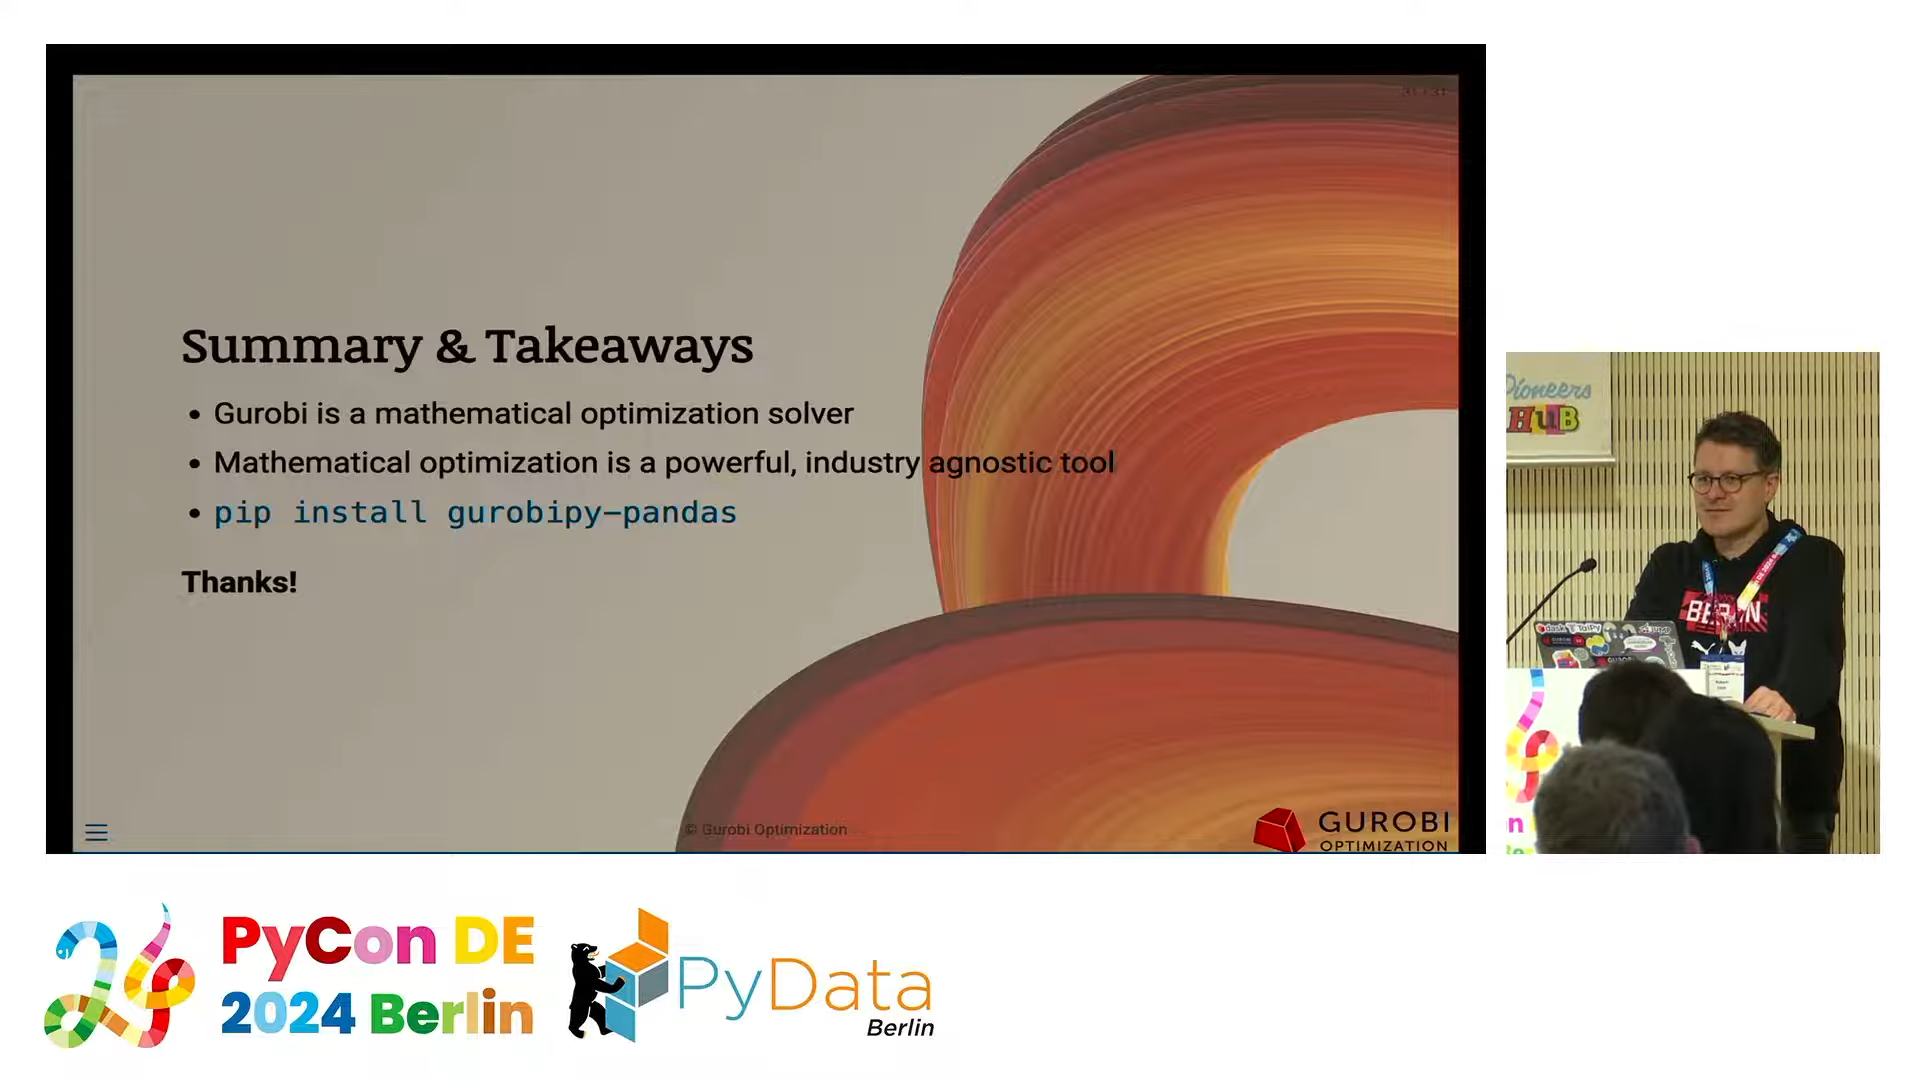 Summary & Takeaways
• Gurobi is a mathematical optimization solver
• Mathematical optimization is a powerful, industry agnostic tool
• pip install gurobipy-pandas
Thanks!
© Gurobi Optimization
GUROBI
OPTIMIZATION
Pioneers
HUB
BERLIN
PyCon DE
2024 Berlin
PyData
Berlin